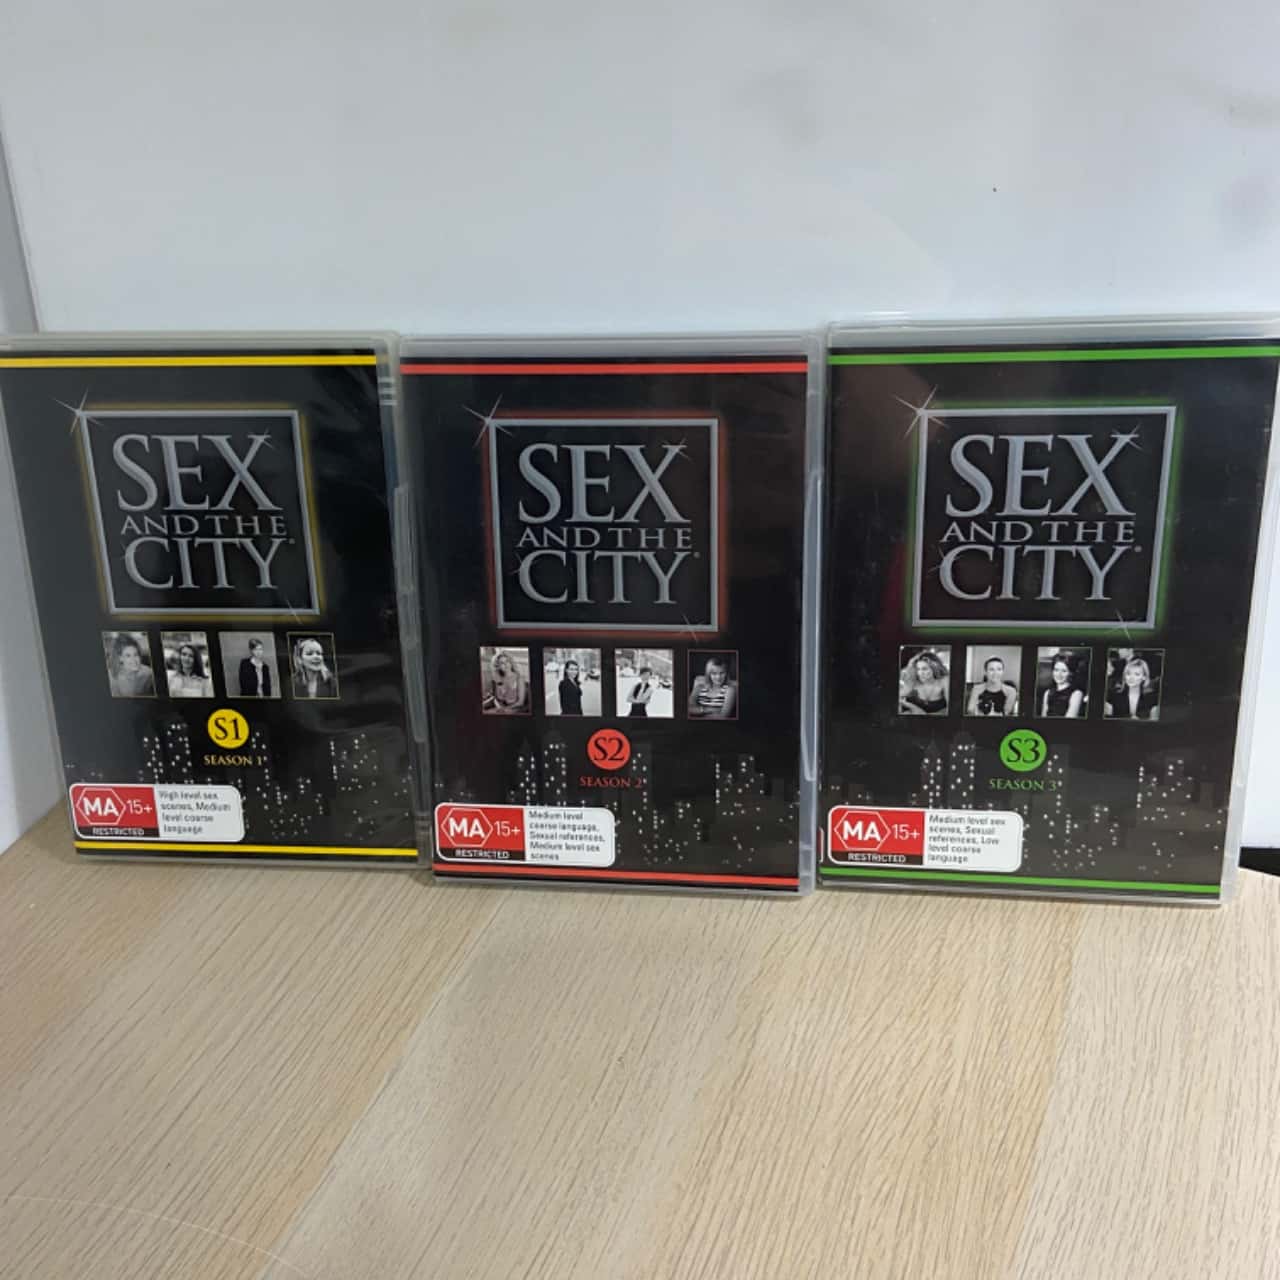 SEX
AND THE
CITY®
S1
SEASON 1
MA 15+
RESTRICTED
High level sex
scenes, Medium
level coarse
language
SEX
AND THE
CITY®
S2
SEASON 2
MA 15+
RESTRICTED
Medium level
coarse language,
Sexual references,
Medium level sex
scenes
SEX
AND THE
CITY®
S3
SEASON 3
MA 15+
RESTRICTED
Medium level sex
scenes, Sexual
references, Low
level coarse
language